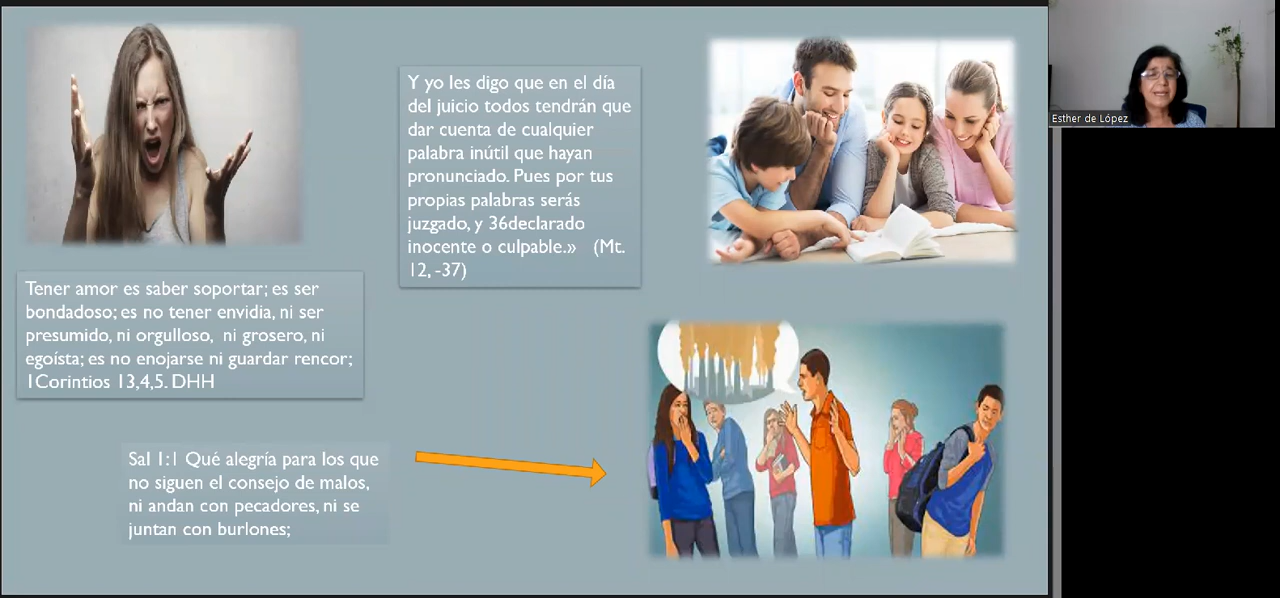 Y yo les digo que en el día
del juicio todos tendrán que
dar cuenta de cualquier
palabra inútil que hayan
pronunciado. Pues por tus
propias palabras serás
juzgado, y 36declarado
inocente o culpable.» (Mt.
12, -37)
Tener amor es saber soportar; es ser
bondadoso; es no tener envidia, ni ser
presumido, ni orgulloso, ni grosero, ni
egoísta; es no enojarse ni guardar rencor;
1Corintios 13,4,5. DHH
Sal 1:1 Qué alegría para los que
no siguen el consejo de malos,
ni andan con pecadores, ni se
juntan con burlones;
Esther de López